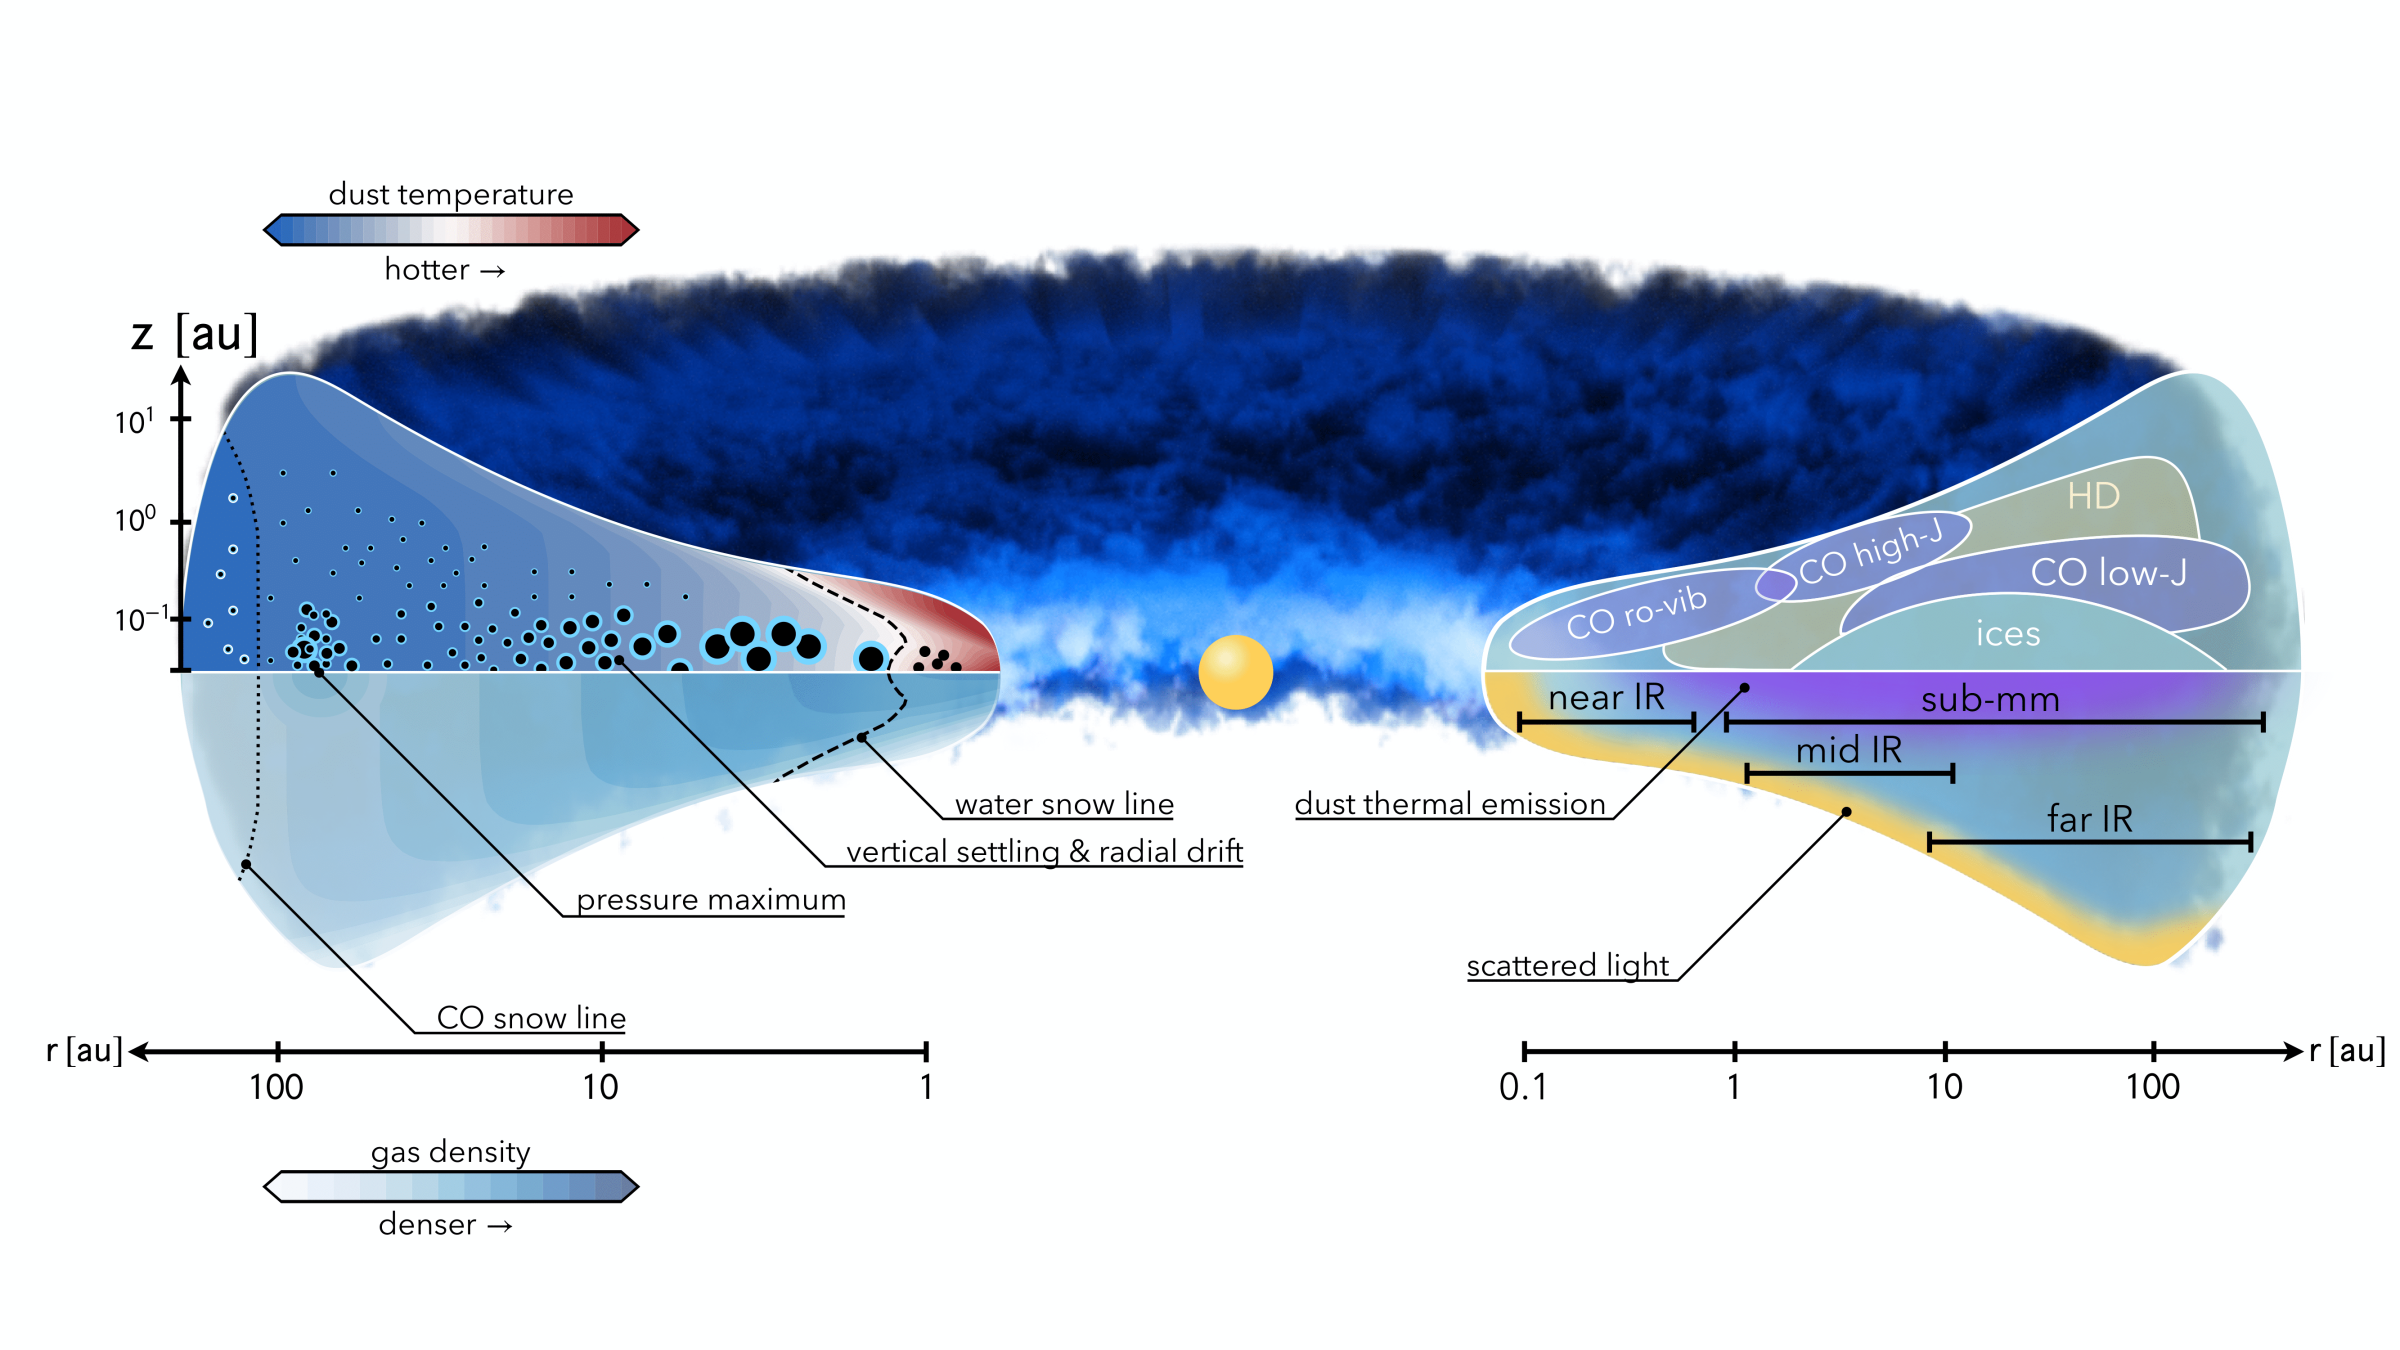 dust temperature
hotter →
z [au]
10¹
10⁰
10⁻¹
HD
CO high-J
CO low-J
CO ro-vib
ices
near IR
sub-mm
mid IR
far IR
water snow line
dust thermal emission
vertical settling & radial drift
pressure maximum
scattered light
CO snow line
r [au]
100
10
1
0.1
1
10
100
r [au]
gas density
denser →